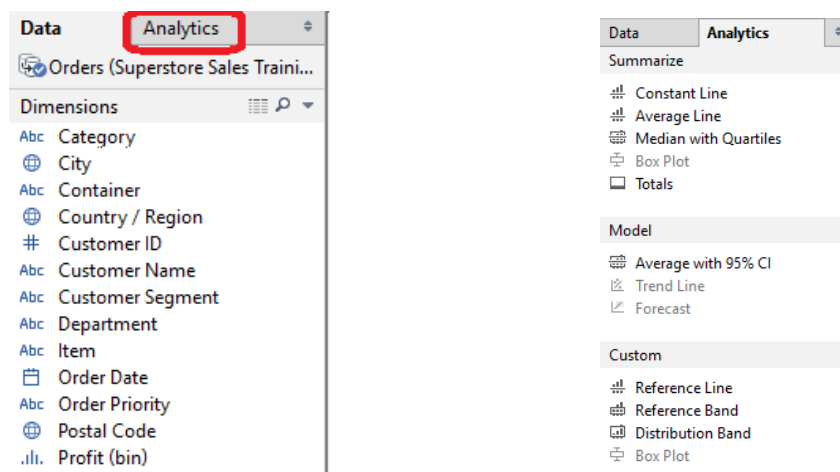 Data Analytics
Orders (Superstore Sales Traini...
Dimensions
Abc Category
City
Abc Container
Country / Region
# Customer ID
Abc Customer Name
Abc Customer Segment
Abc Department
Abc Item
Order Date
Abc Order Priority
Postal Code
Profit (bin)
Data Analytics
Summarize
Constant Line
Average Line
Median with Quartiles
Box Plot
Totals
Model
Average with 95% CI
Trend Line
Forecast
Custom
Reference Line
Reference Band
Distribution Band
Box Plot